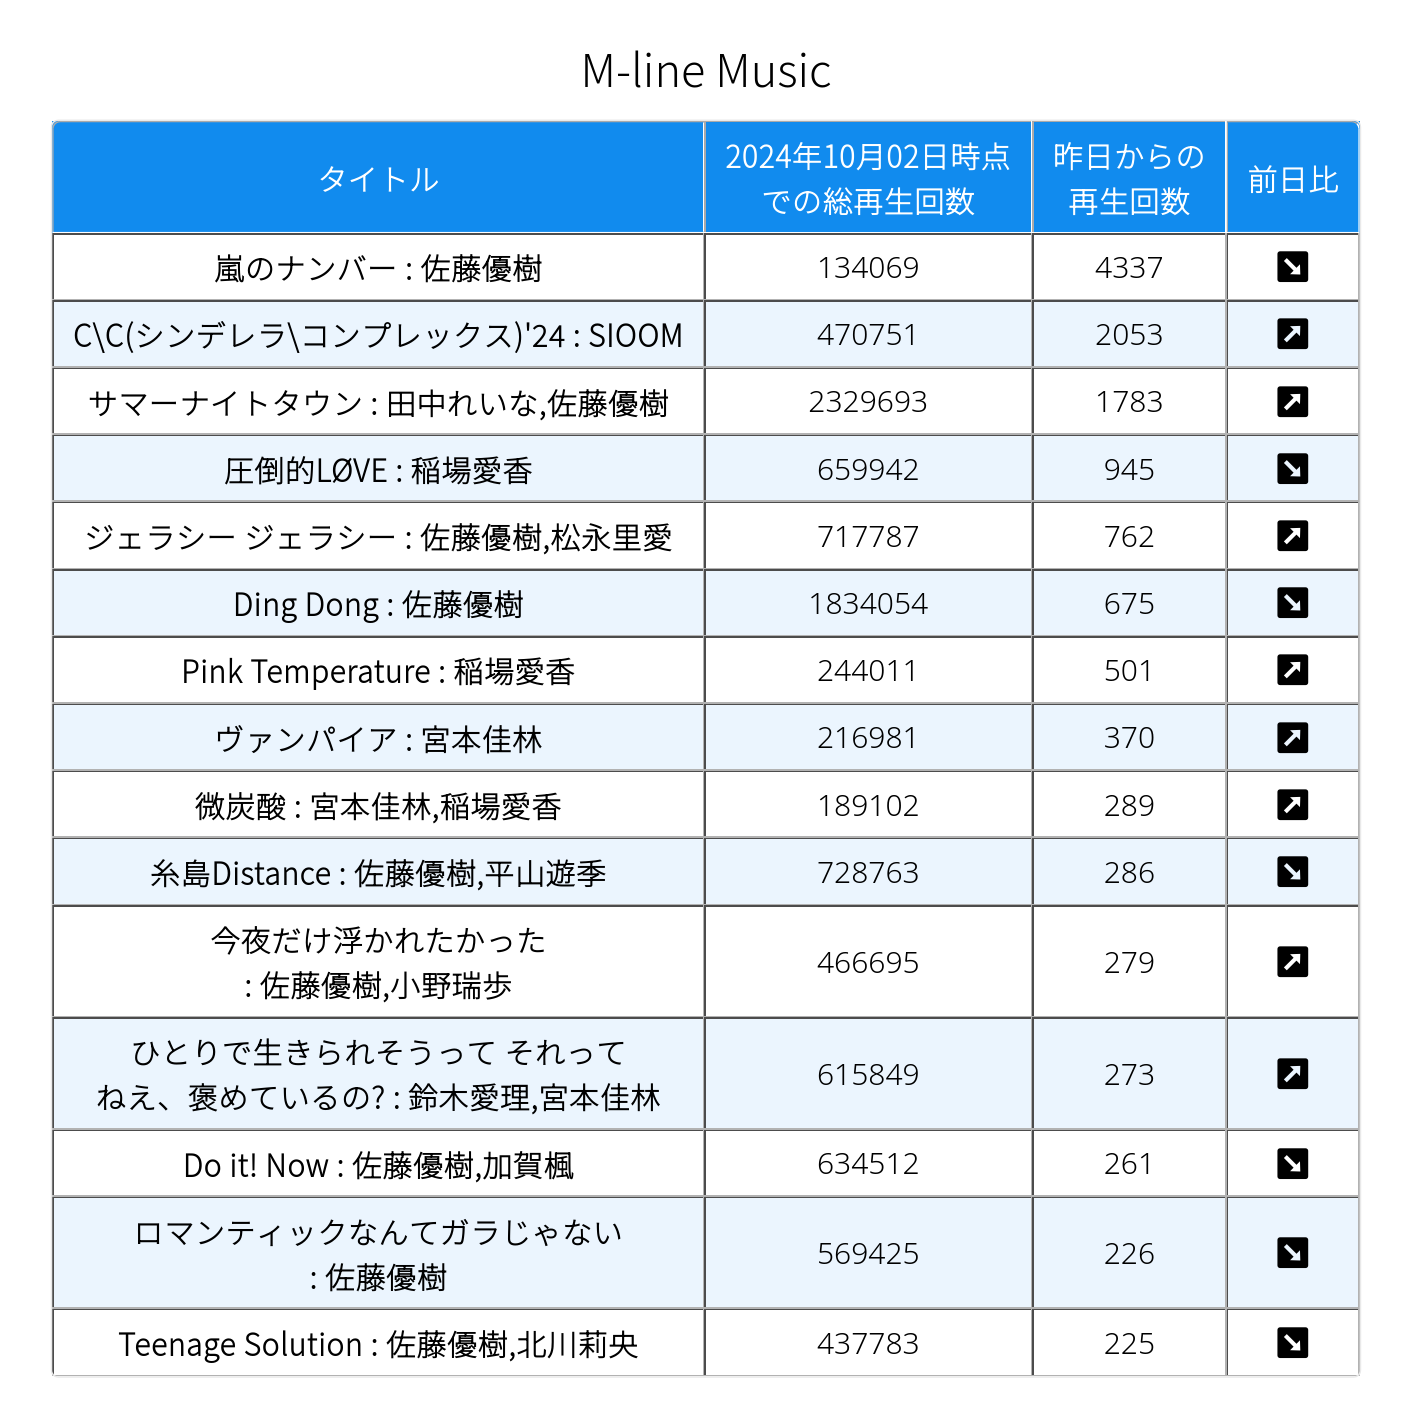 M-line Music
タイトル
2024年10月02日時点
での総再生回数
昨日からの
再生回数
前日比
嵐のナンバー : 佐藤優樹 134069 4337
C\C(シンデレラ\コンプレックス)'24 : SIOOM 470751 2053
サマーナイトタウン : 田中れいな,佐藤優樹 2329693 1783
圧倒的LØVE : 稲場愛香 659942 945
ジェラシー ジェラシー : 佐藤優樹,松永里愛 717787 762
Ding Dong : 佐藤優樹 1834054 675
Pink Temperature : 稲場愛香 244011 501
ヴァンパイア : 宮本佳林 216981 370
微炭酸 : 宮本佳林,稲場愛香 189102 289
糸島Distance : 佐藤優樹,平山遊季 728763 286
今夜だけ浮かれたかった
: 佐藤優樹,小野瑞歩 466695 279
ひとりで生きられそうって それって
ねえ、褒めているの? : 鈴木愛理,宮本佳林 615849 273
Do it! Now : 佐藤優樹,加賀楓 634512 261
ロマンティックなんてガラじゃない
: 佐藤優樹 569425 226
Teenage Solution : 佐藤優樹,北川莉央 437783 225